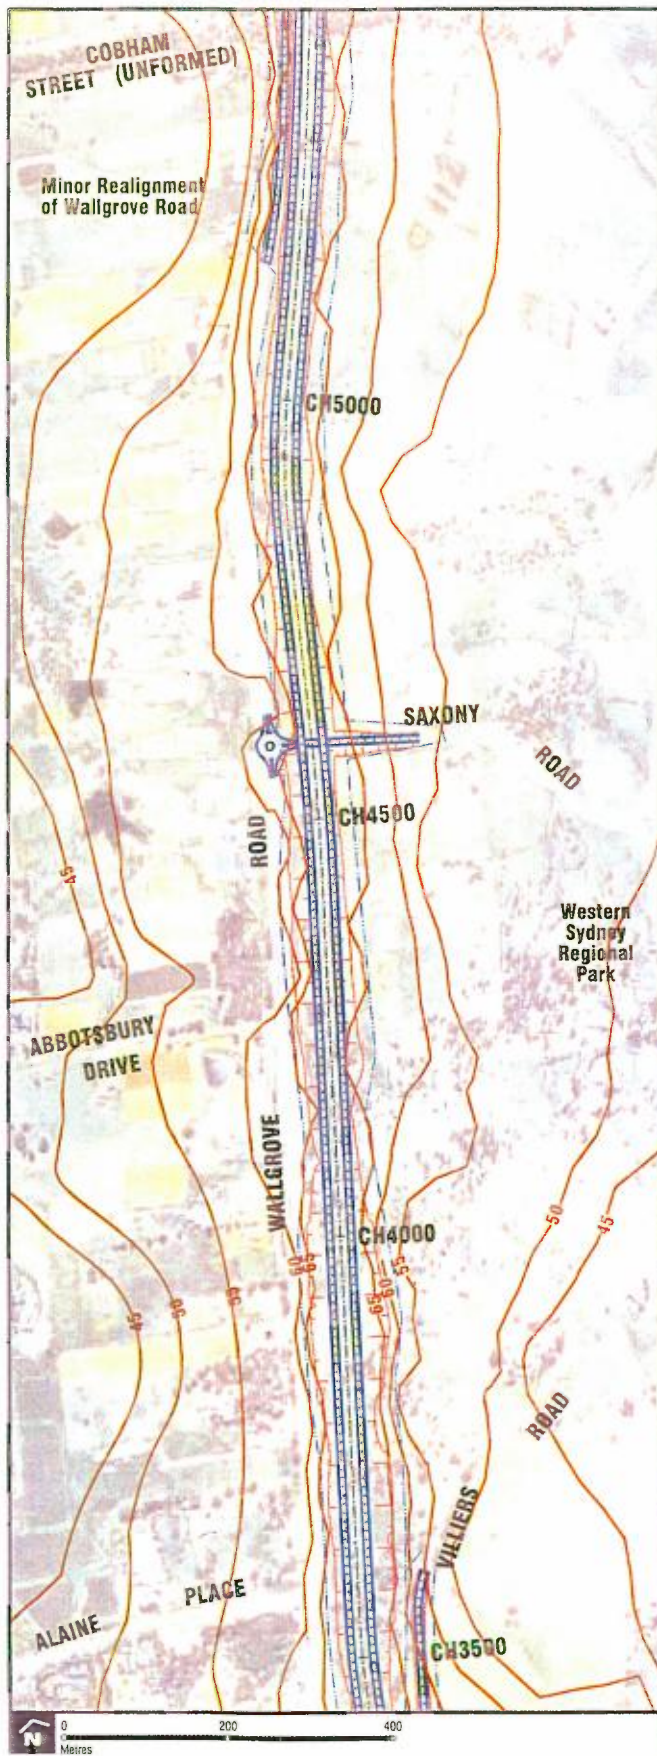 COBHAM
STREET (UNFORMED)
Minor Realignment
of Wallgrove Road
CH5000
SAXONY
ROAD
CH4500
ROAD
45
Western
Sydney
Regional
Park
ABBOTSBURY
DRIVE
WALLGROVE
50
45
CH4000
60
65
55
60
65
45
50
55
ROAD
VILLIERS
PLACE
ALAINE
CH3500
N
0 200 400
Metres